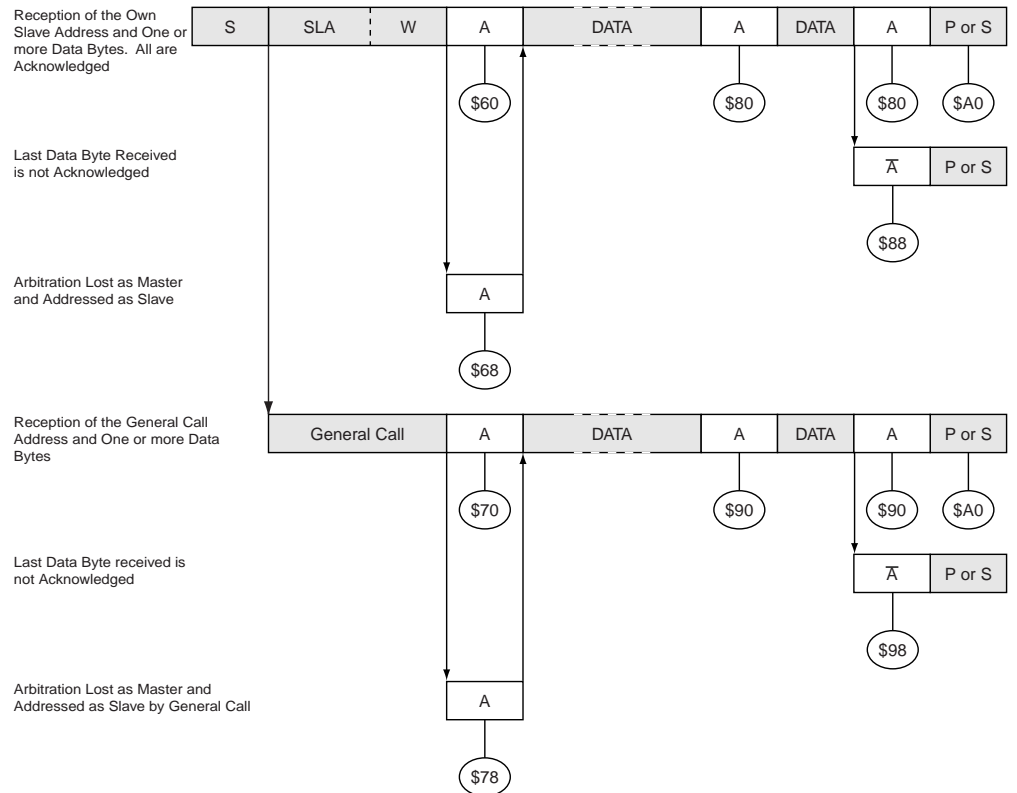 Reception of the Own
Slave Address and One or
more Data Bytes.  All are
Acknowledged
S SLA W A DATA A DATA A P or S
$60 $80 $80 $A0
Last Data Byte Received
is not Acknowledged
A̅ P or S
$88
Arbitration Lost as Master
and Addressed as Slave
A
$68
Reception of the General Call
Address and One or more Data
Bytes
General Call A DATA A DATA A P or S
$70 $90 $90 $A0
Last Data Byte received is
not Acknowledged
A̅ P or S
$98
Arbitration Lost as Master and
Addressed as Slave by General Call
A
$78